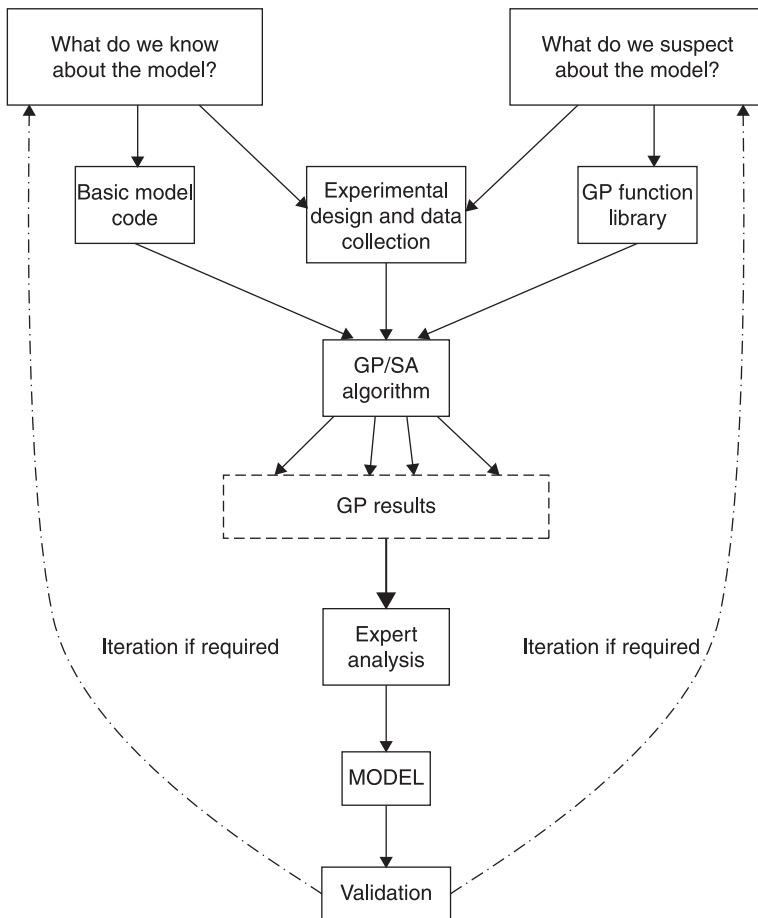 What do we know
about the model?
What do we suspect
about the model?
Basic model
code
Experimental
design and data
collection
GP function
library
GP/SA
algorithm
GP results
Expert
analysis
Iteration if required
Iteration if required
MODEL
Validation